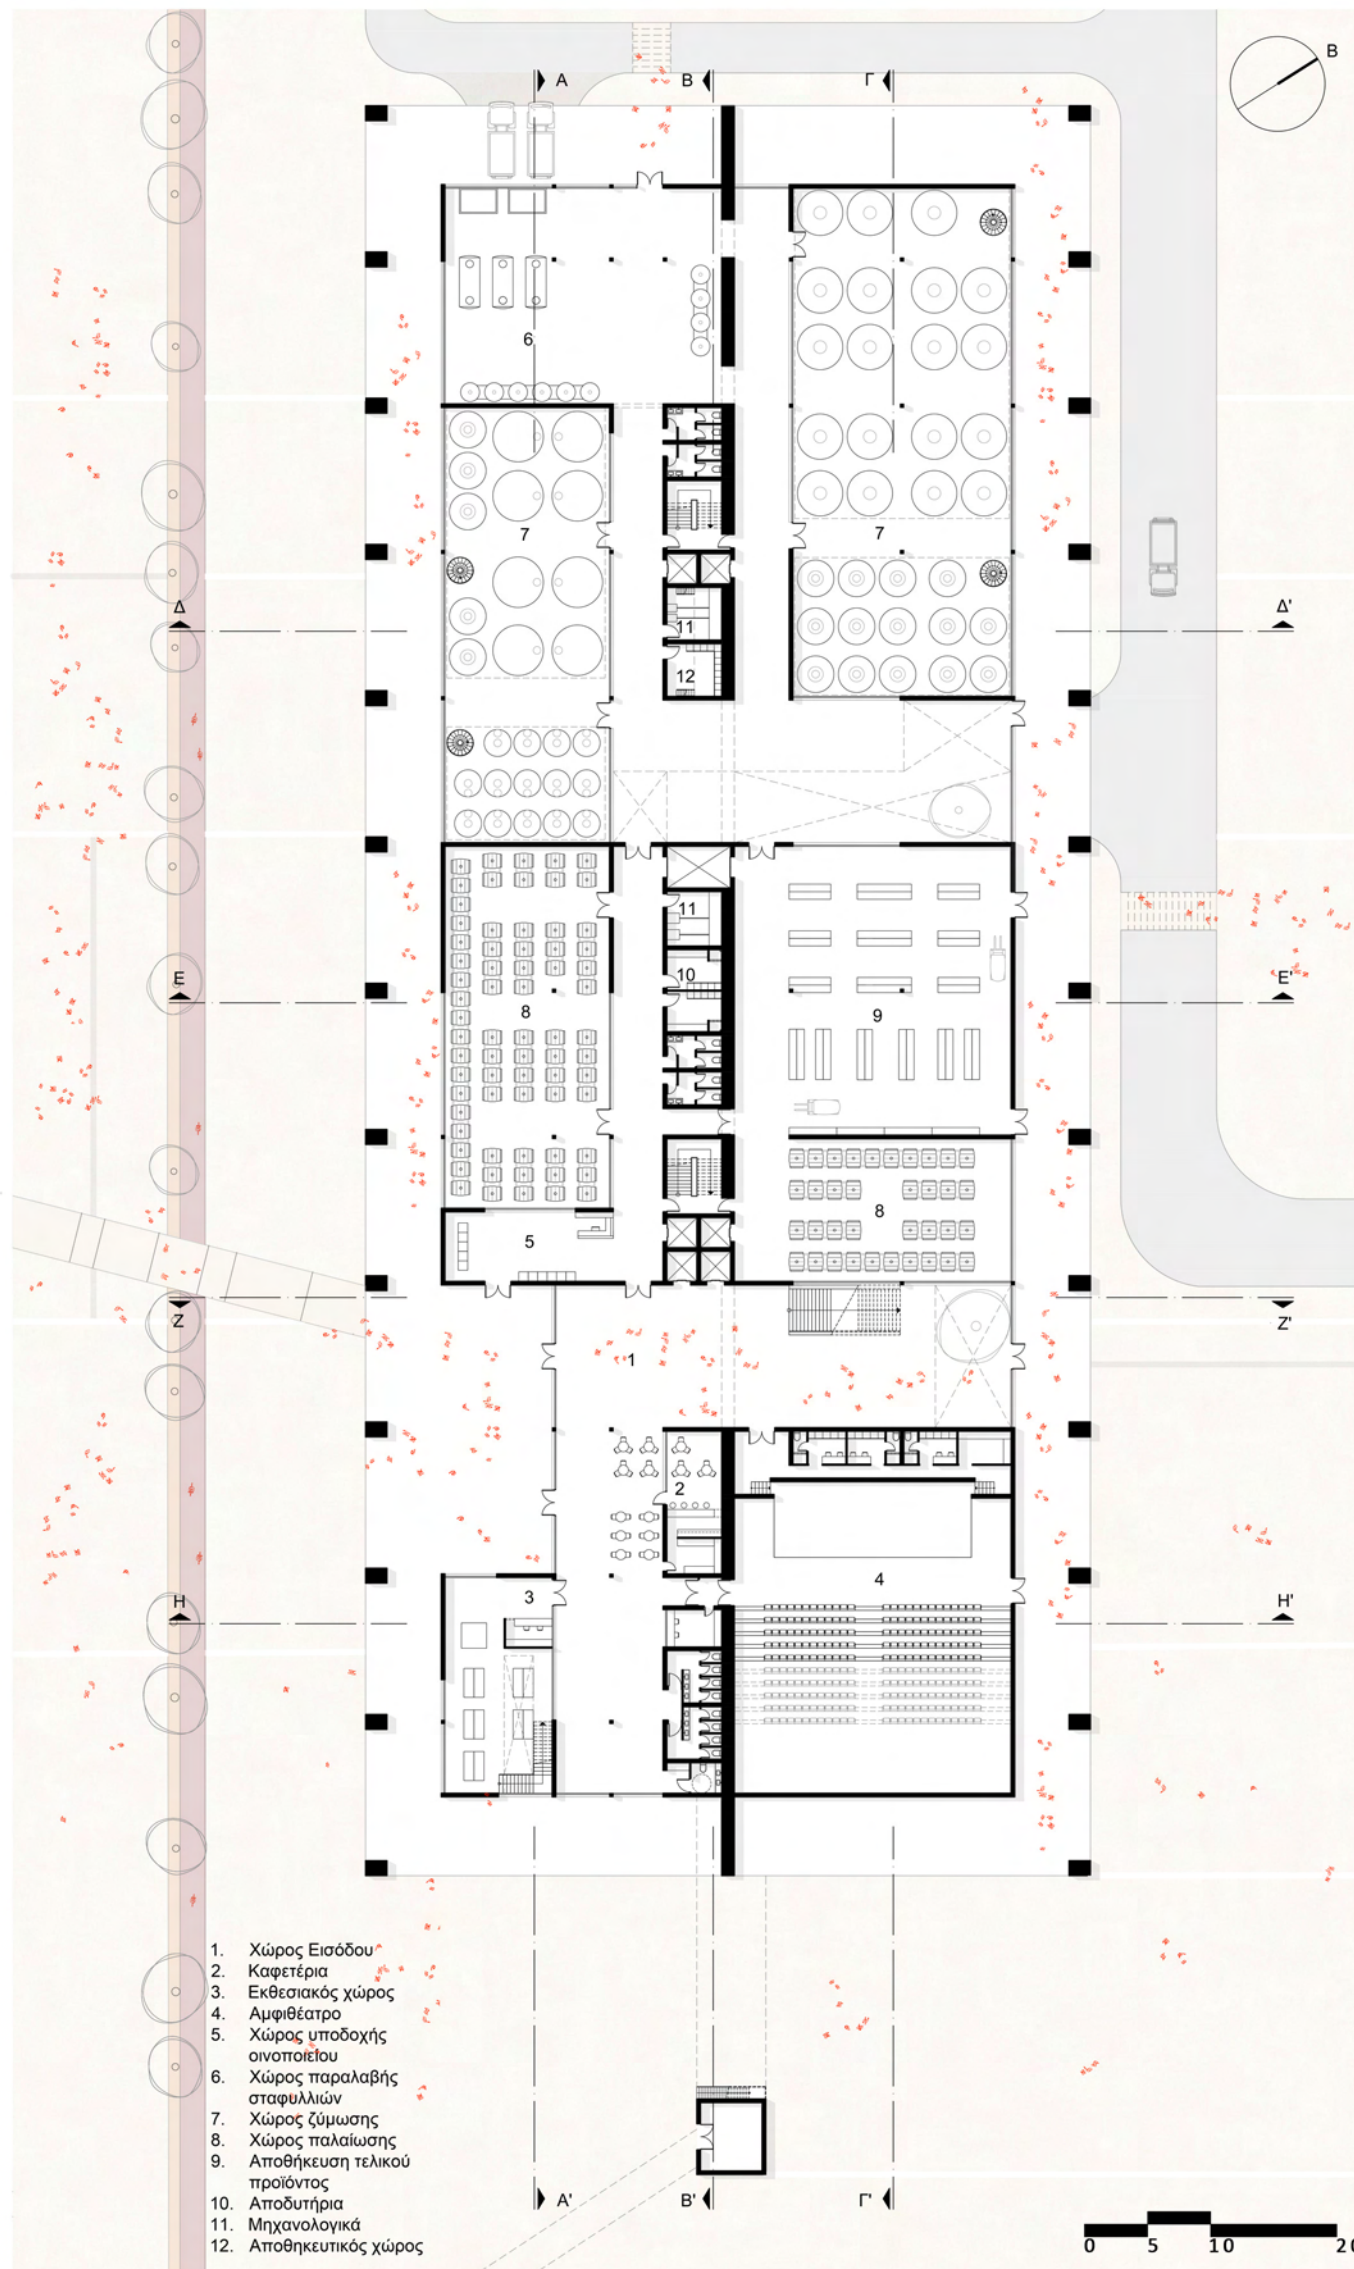 A
B
Γ
B
6
7
7
11
12
Δ
Δ'
11
10
8
9
E
E'
8
5
Z
Z'
1
2
3
4
H
H'
1. Χώρος Εισόδου
2. Καφετέρια
3. Εκθεσιακός χώρος
4. Αμφιθέατρο
5. Χώρος υποδοχής
οινοποιείου
6. Χώρος παραλαβής
σταφυλλιών
7. Χώρος ζύμωσης
8. Χώρος παλαίωσης
9. Αποθήκευση τελικού
προϊόντος
10. Αποδυτήρια
11. Μηχανολογικά
12. Αποθηκευτικός χώρος
A'
B'
Γ'
0 5 10 20